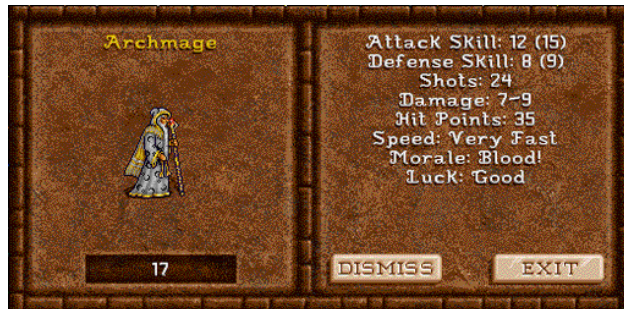 Archmage
17
Attack Skill: 12 (15)
Defense Skill: 8 (9)
Shots: 24
Damage: 7-9
Hit Points: 35
Speed: Very Fast
Morale: Blood!
Luck: Good
DISMISS
EXIT